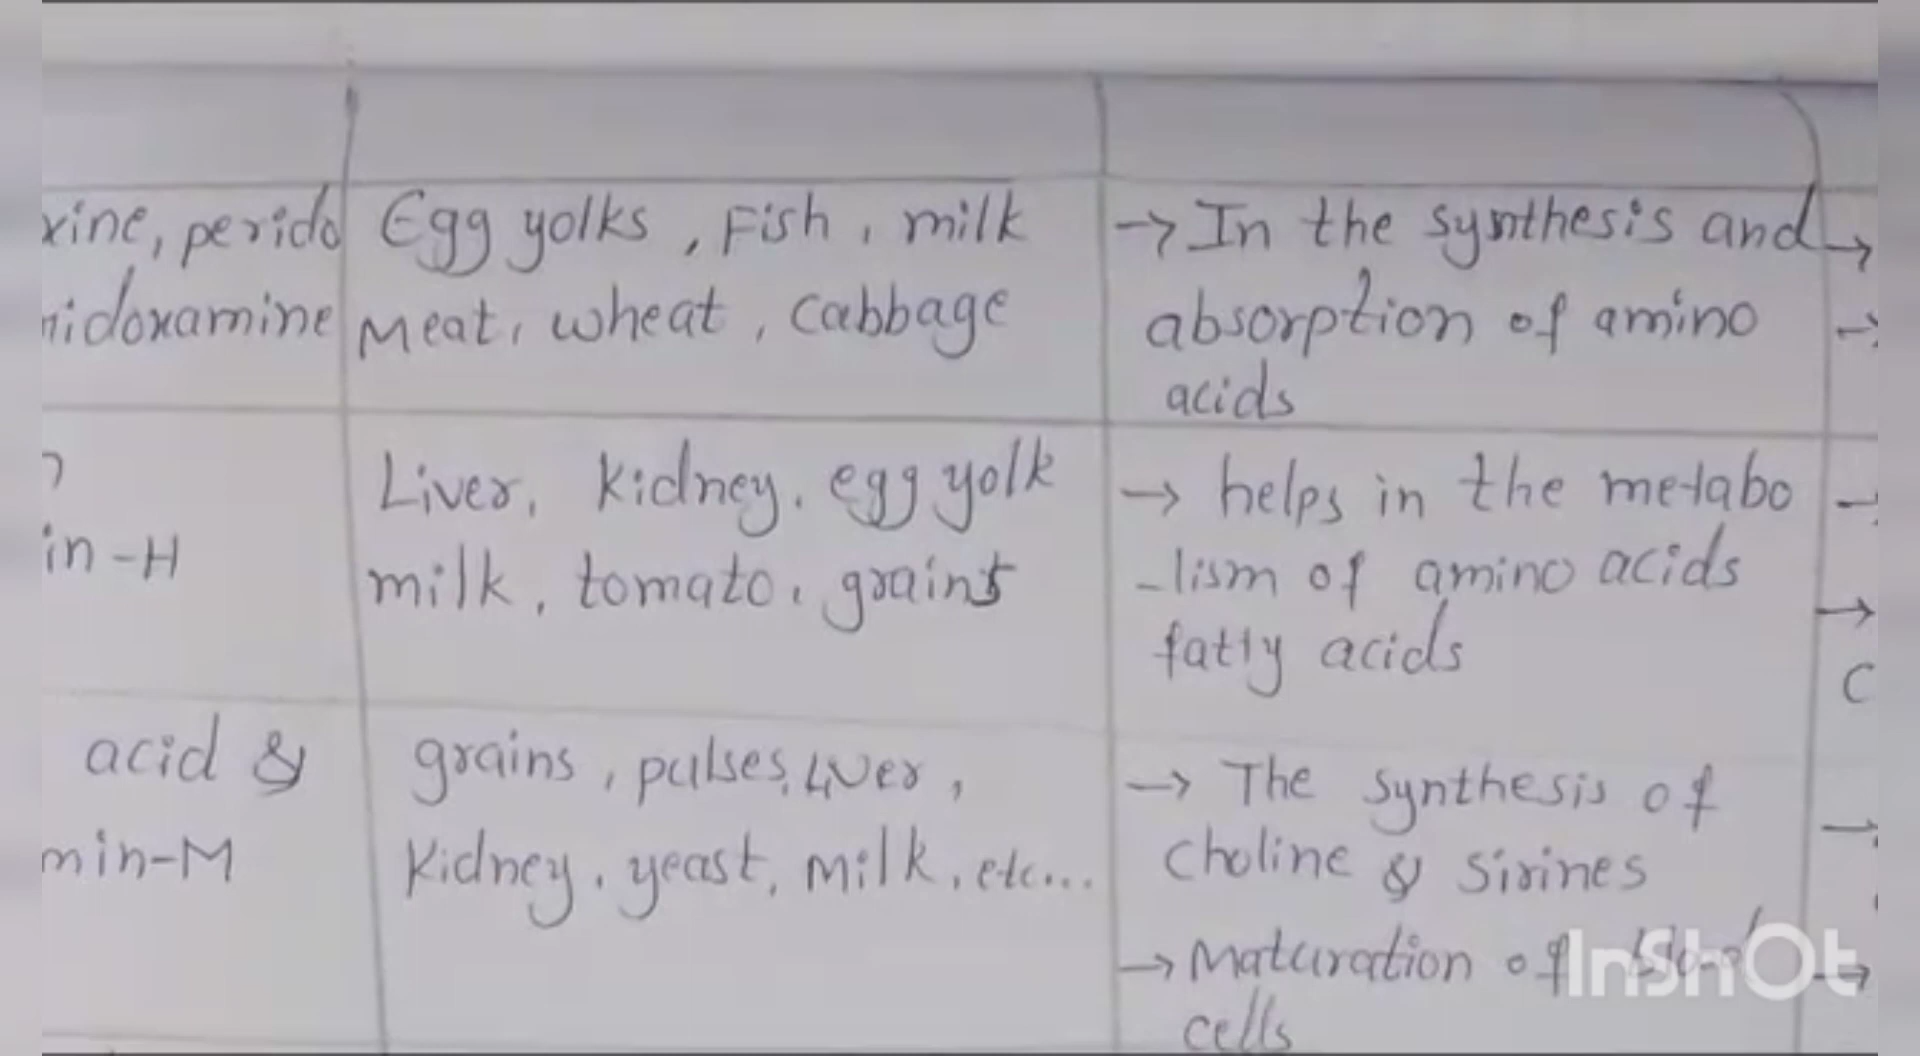 xine, perido Egg yolks, Fish, milk → In the synthesis and →
ridoxamine Meat, wheat, cabbage absorption of amino →
acids
Liver, kidney, egg yolk → helps in the metabo →
in-H milk, tomato, grains -lism of amino acids →
fatty acids C
acid & grains, pulses, Liver, → The synthesis of →
min-M Kidney, yeast, milk, etc... choline & Sirines
→ Maturation of blood →
cells
InShOt